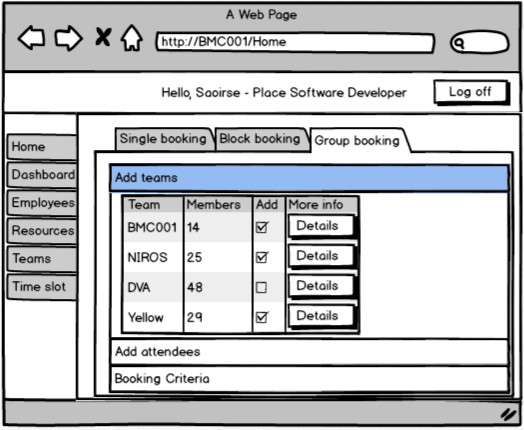 A Web Page
http://BMC001/Home
Hello, Saoirse - Place Software Developer
Log off
Single booking Block booking Group booking
Home
Dashboard
Employees
Resources
Teams
Time slot
Add teams
Team Members Add More info
BMC001 14 Details
NIROS 25 Details
DVA 48 Details
Yellow 29 Details
Add attendees
Booking Criteria